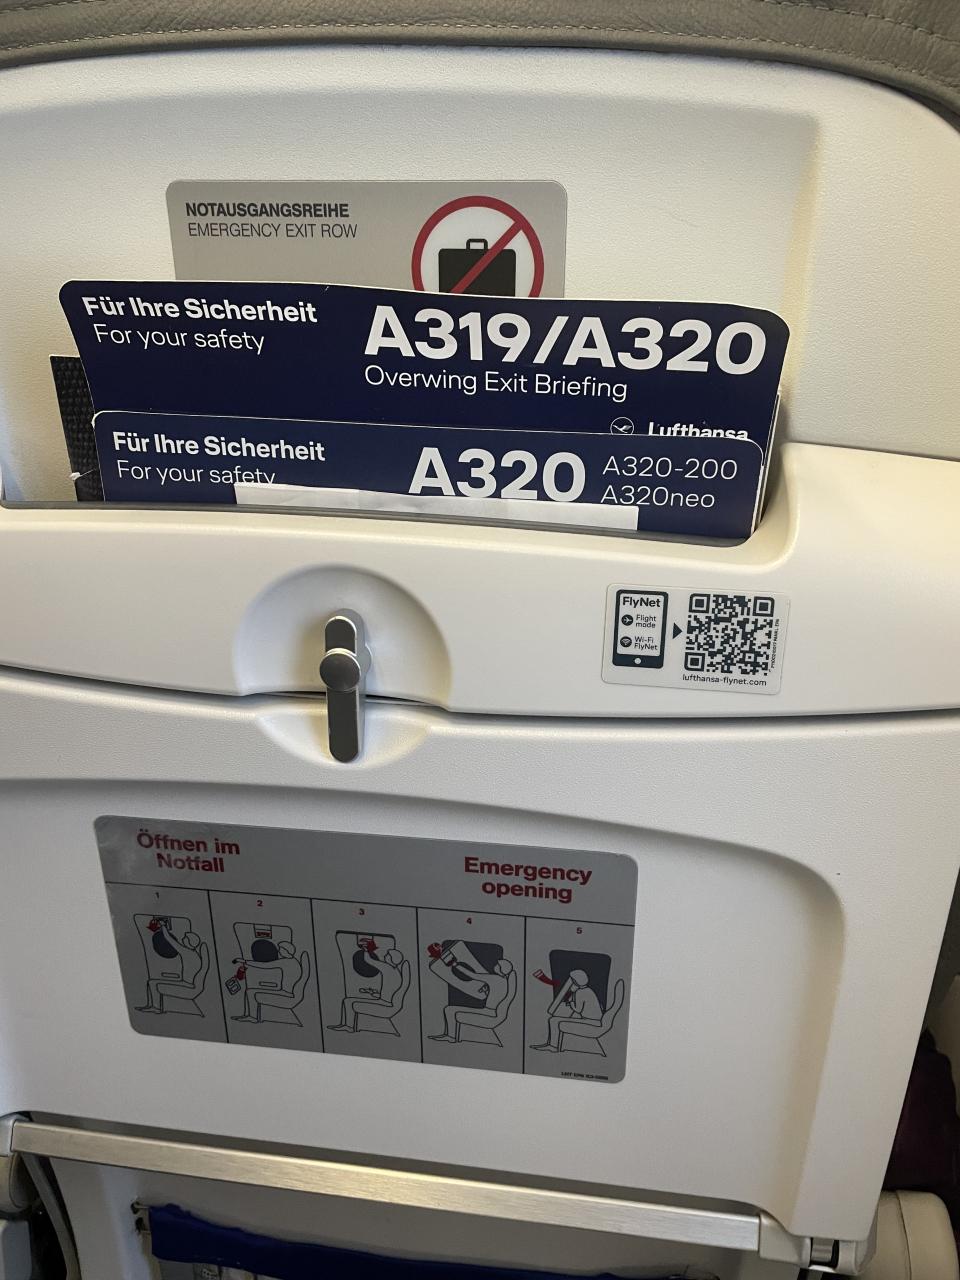 NOTAUSGANGSREIHE
EMERGENCY EXIT ROW
Für Ihre Sicherheit
For your safety
A319/A320
Overwing Exit Briefing
Lufthansa
Für Ihre Sicherheit
For your safety
A320
A320-200
A320neo
FlyNet
Flight
mode
Wi-Fi
FlyNet
lufthansa-flynet.com
Öffnen im
Notfall
Emergency
opening
1
2
3
4
5